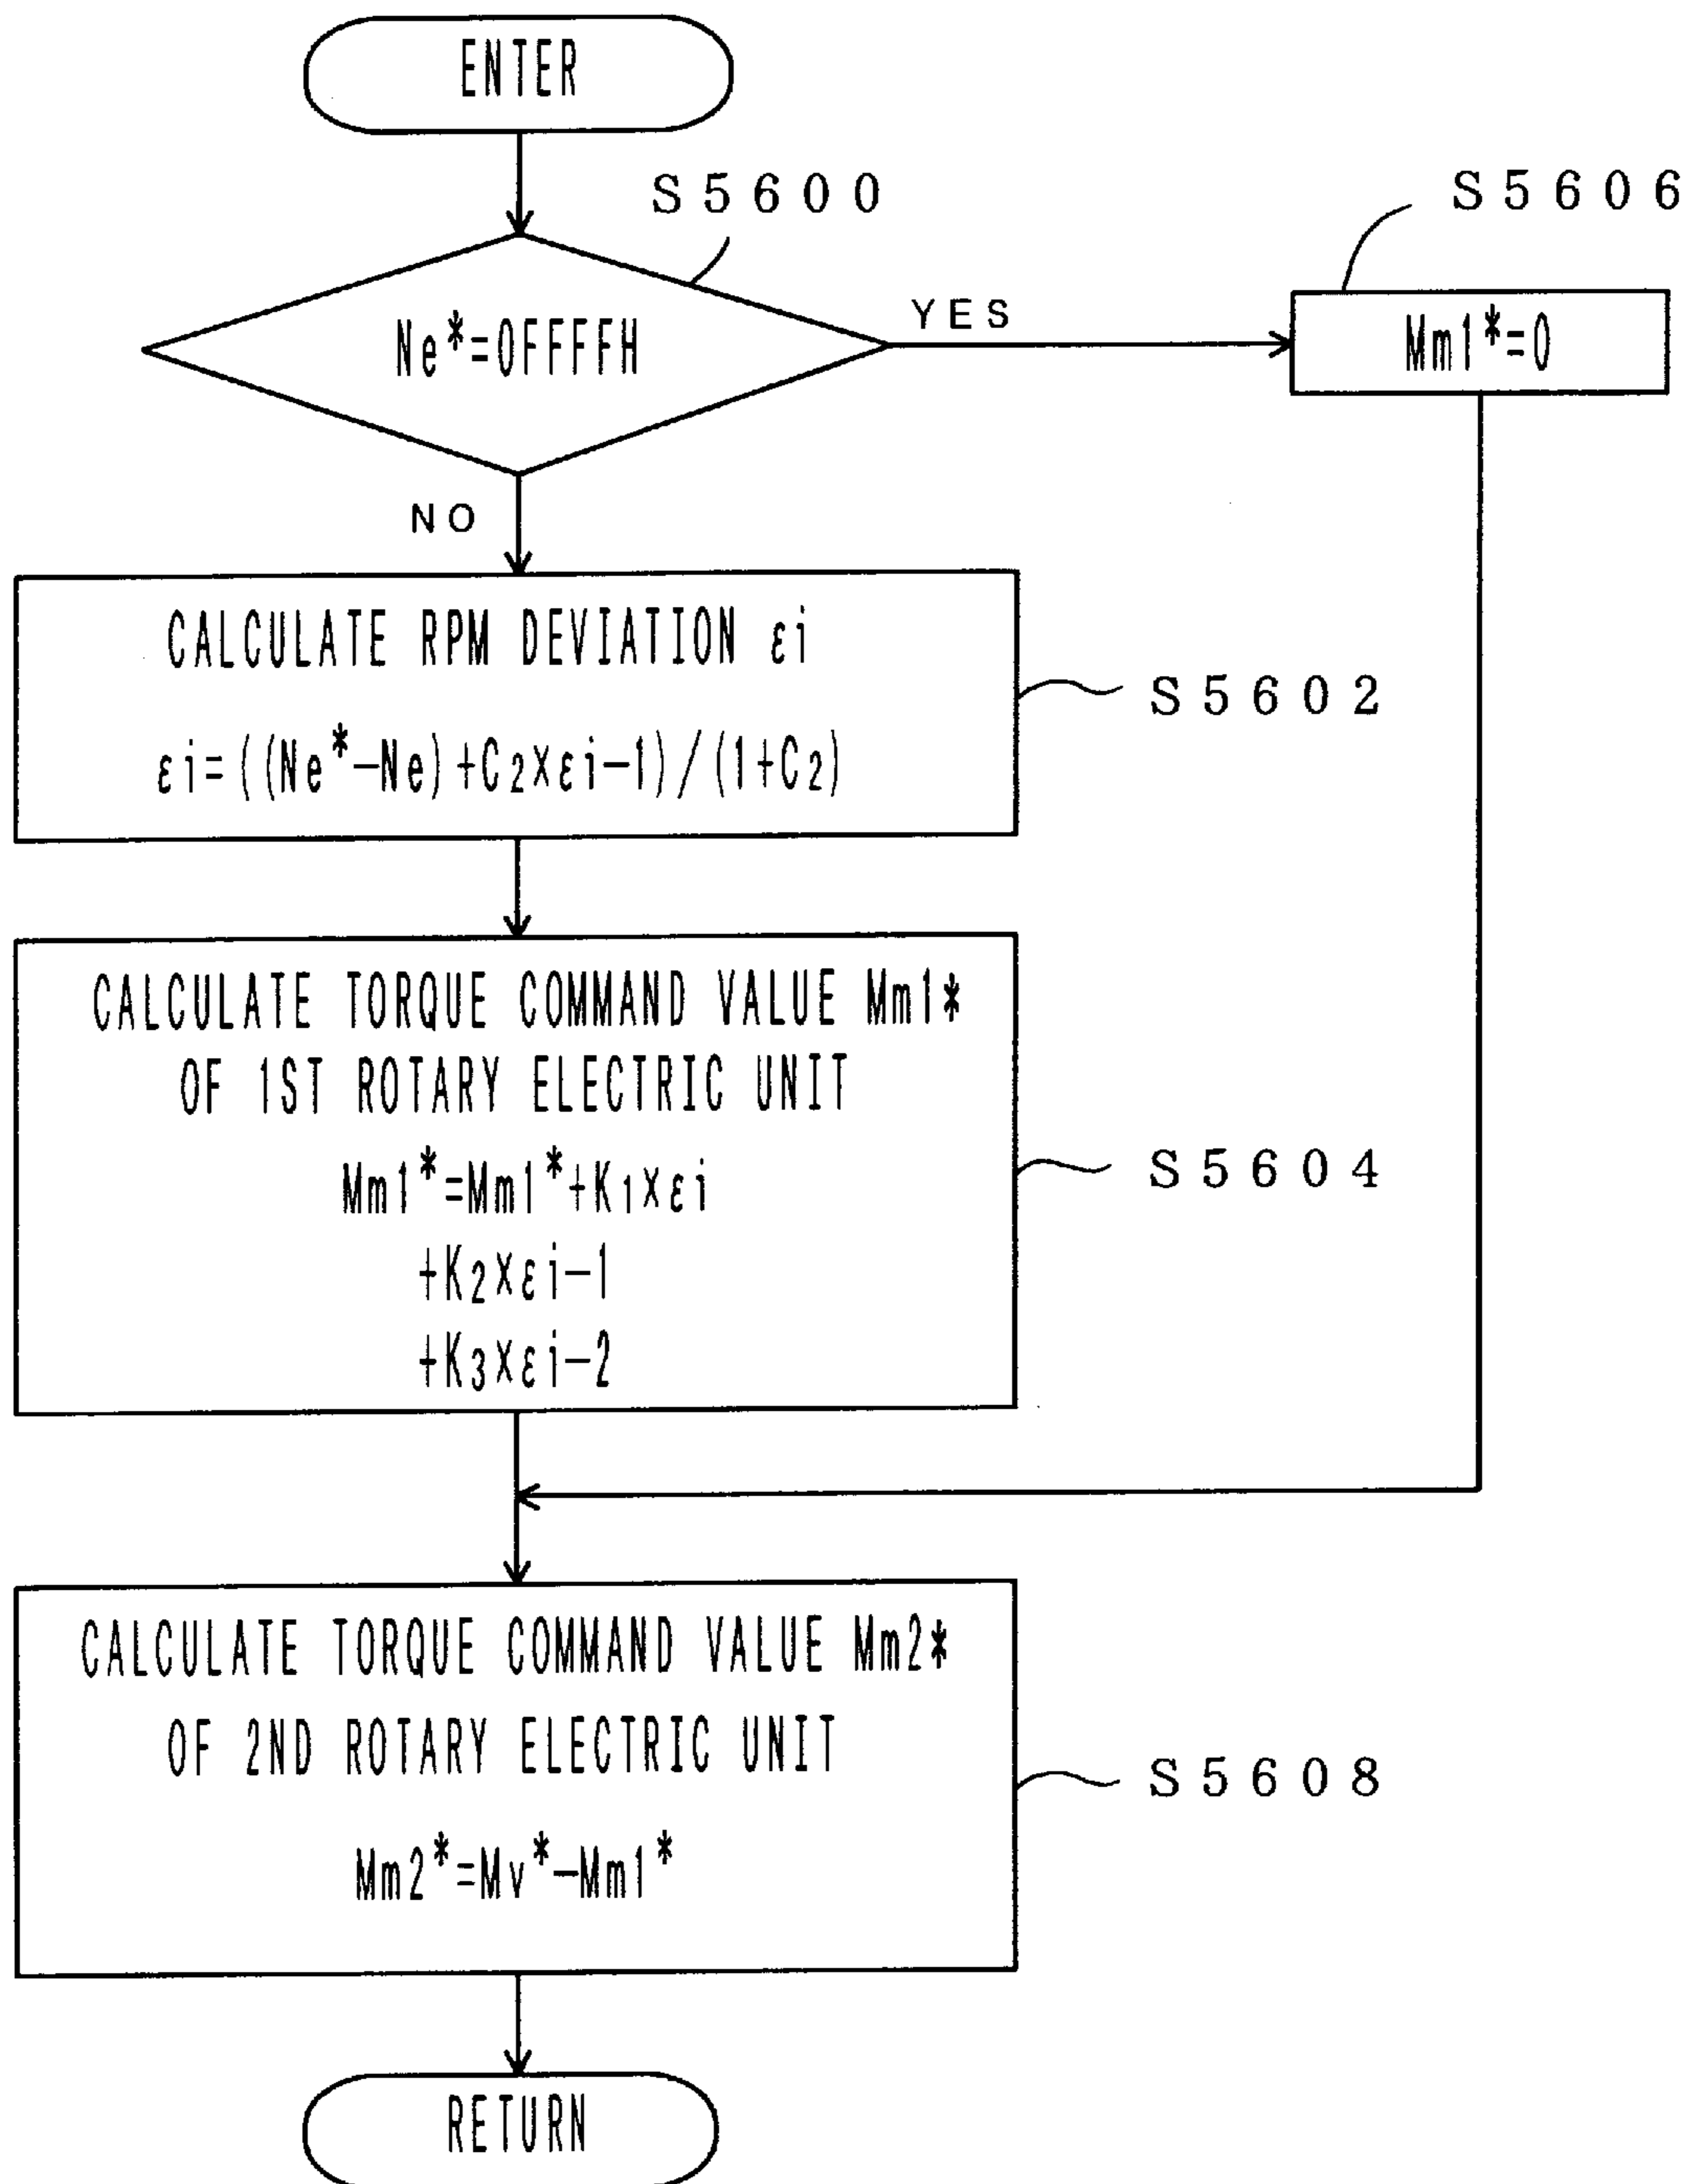 ENTER
S5600
S5606
Ne*=0FFFFH
YES
Mm1*=0
NO
CALCULATE RPM DEVIATION εi
εi=((Ne*-Ne)+C2×εi-1)/(1+C2)
S5602
CALCULATE TORQUE COMMAND VALUE Mm1*
OF 1ST ROTARY ELECTRIC UNIT
Mm1*=Mm1*+K1×εi
+K2×εi-1
+K3×εi-2
S5604
CALCULATE TORQUE COMMAND VALUE Mm2*
OF 2ND ROTARY ELECTRIC UNIT
Mm2*=Mv*-Mm1*
S5608
RETURN